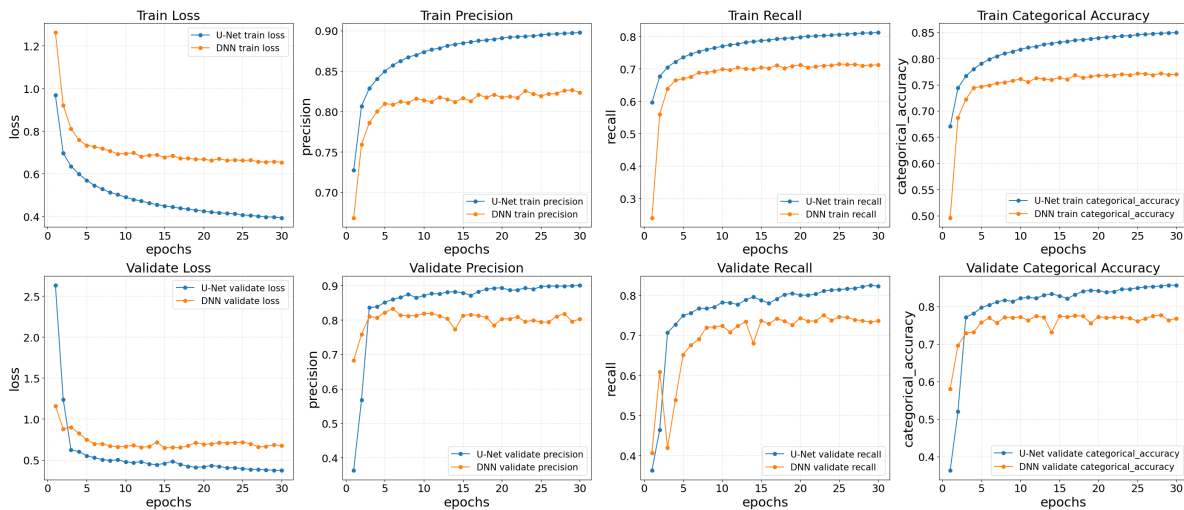 Train Loss
U-Net train loss
DNN train loss
loss
1.2
1.0
0.8
0.6
0.4
0
5
10
15
20
25
30
epochs
Train Precision
U-Net train precision
DNN train precision
precision
0.90
0.85
0.80
0.75
0.70
0
5
10
15
20
25
30
epochs
Train Recall
U-Net train recall
DNN train recall
recall
0.8
0.7
0.6
0.5
0.4
0.3
0
5
10
15
20
25
30
epochs
Train Categorical Accuracy
U-Net train categorical_accuracy
DNN train categorical_accuracy
categorical_accuracy
0.85
0.80
0.75
0.70
0.65
0.60
0.55
0.50
0
5
10
15
20
25
30
epochs
Validate Loss
U-Net validate loss
DNN validate loss
loss
2.5
2.0
1.5
1.0
0.5
0
5
10
15
20
25
30
epochs
Validate Precision
U-Net validate precision
DNN validate precision
precision
0.9
0.8
0.7
0.6
0.5
0.4
0
5
10
15
20
25
30
epochs
Validate Recall
U-Net validate recall
DNN validate recall
recall
0.8
0.7
0.6
0.5
0.4
0
5
10
15
20
25
30
epochs
Validate Categorical Accuracy
U-Net validate categorical_accuracy
DNN validate categorical_accuracy
categorical_accuracy
0.8
0.7
0.6
0.5
0.4
0
5
10
15
20
25
30
epochs